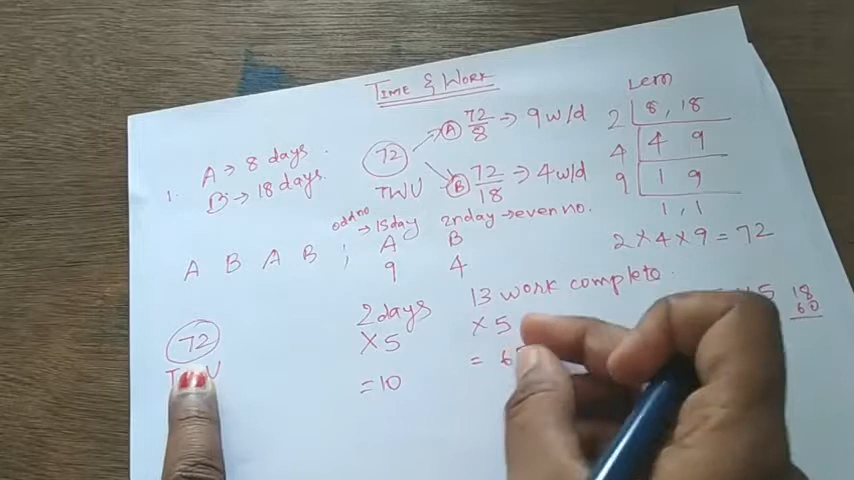 TIME & WORK
1. A → 8 days.
B → 18 days.
72
TWU
A 72/8 → 9 w/d
B 72/18 → 4 w/d
Lcm
2 8, 18
4 4 9
9 1 9
1, 1
2 × 4 × 9 = 72
odd no
A B A B ; → 1st day 2nd day → even no.
A B
9 4
2 days 13 work complete.
× 5 × 5
= 10 = 6
72
18
60